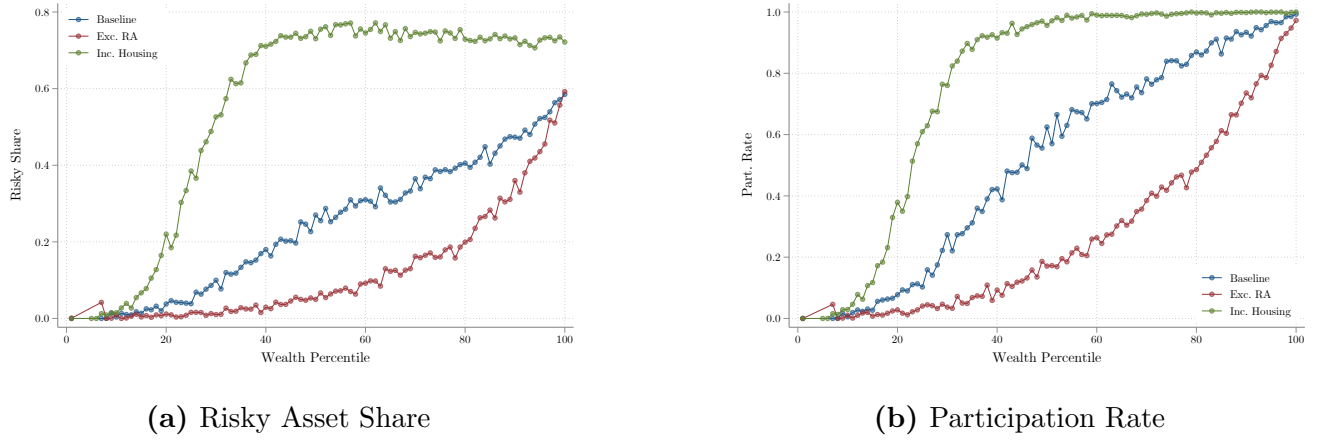 Baseline
Exc. RA
Inc. Housing
Risky Share
0.8
0.6
0.4
0.2
0.0
0 20 40 60 80 100
Wealth Percentile
(a) Risky Asset Share
Part. Rate
1.0
0.8
0.6
0.4
0.2
0.0
Baseline
Exc. RA
Inc. Housing
0 20 40 60 80 100
Wealth Percentile
(b) Participation Rate